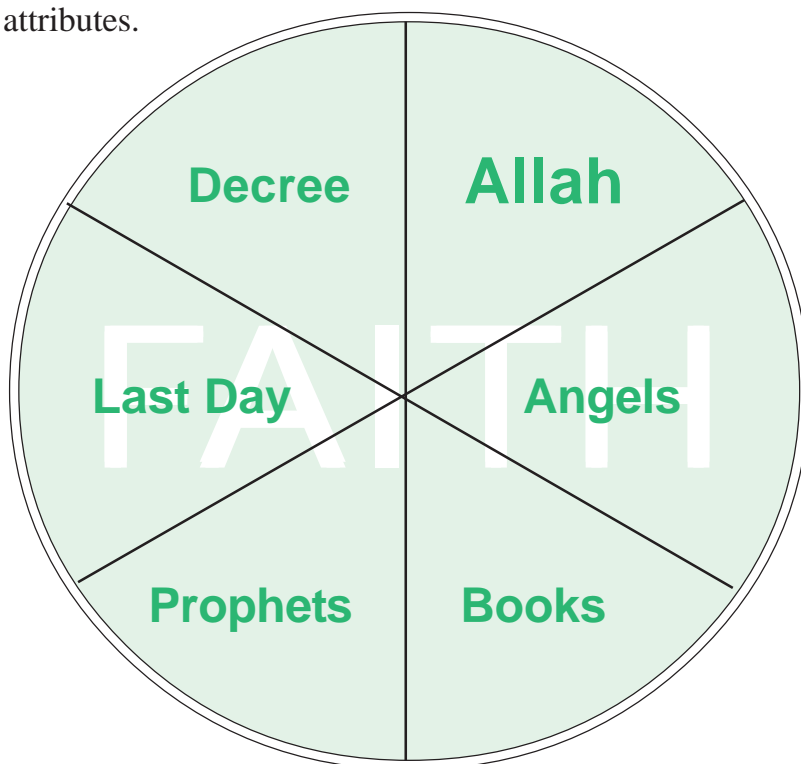 attributes.
Decree Allah
FAITH
Last Day Angels
Prophets Books